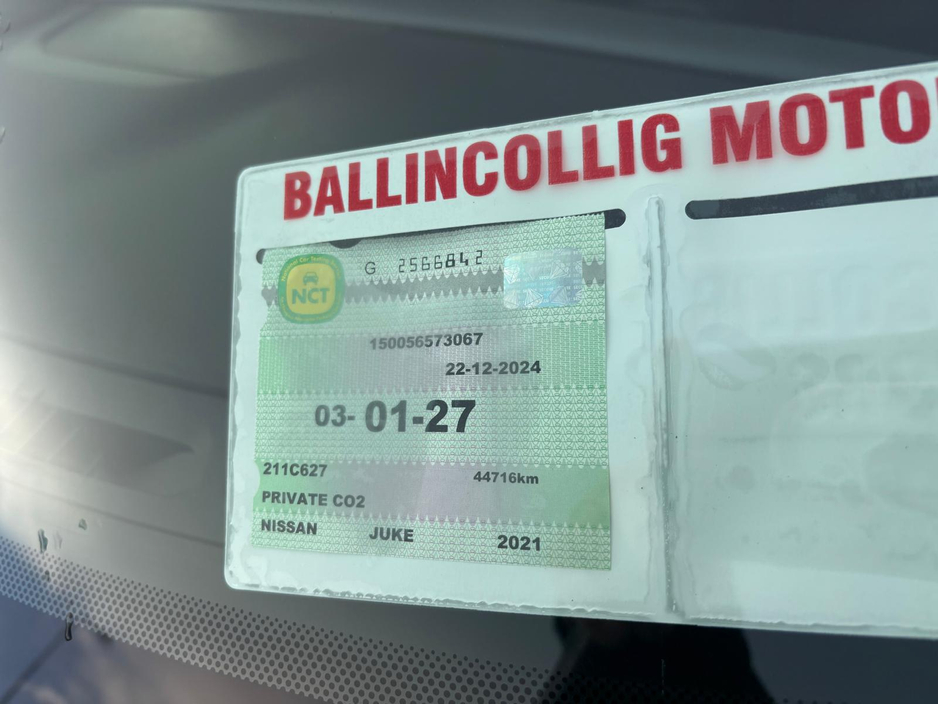 BALLINCOLLIG MOTO
NCT
G 2566842
150056573067
22-12-2024
03-01-27
211C627
44716km
PRIVATE CO2
NISSAN JUKE 2021